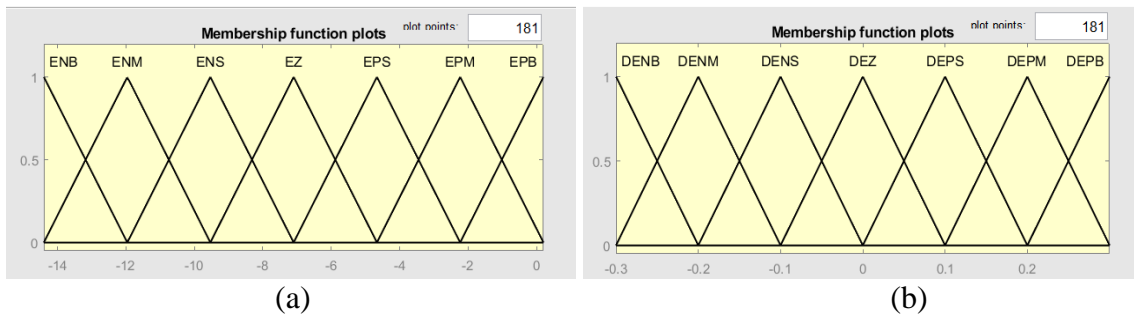 Membership function plots plot points: 181
ENB ENM ENS EZ EPS EPM EPB
1
0.5
0
-14 -12 -10 -8 -6 -4 -2 0
(a)
Membership function plots plot points: 181
DENB DENM DENS DEZ DEPS DEPM DEPB
1
0.5
0
-0.3 -0.2 -0.1 0 0.1 0.2
(b)